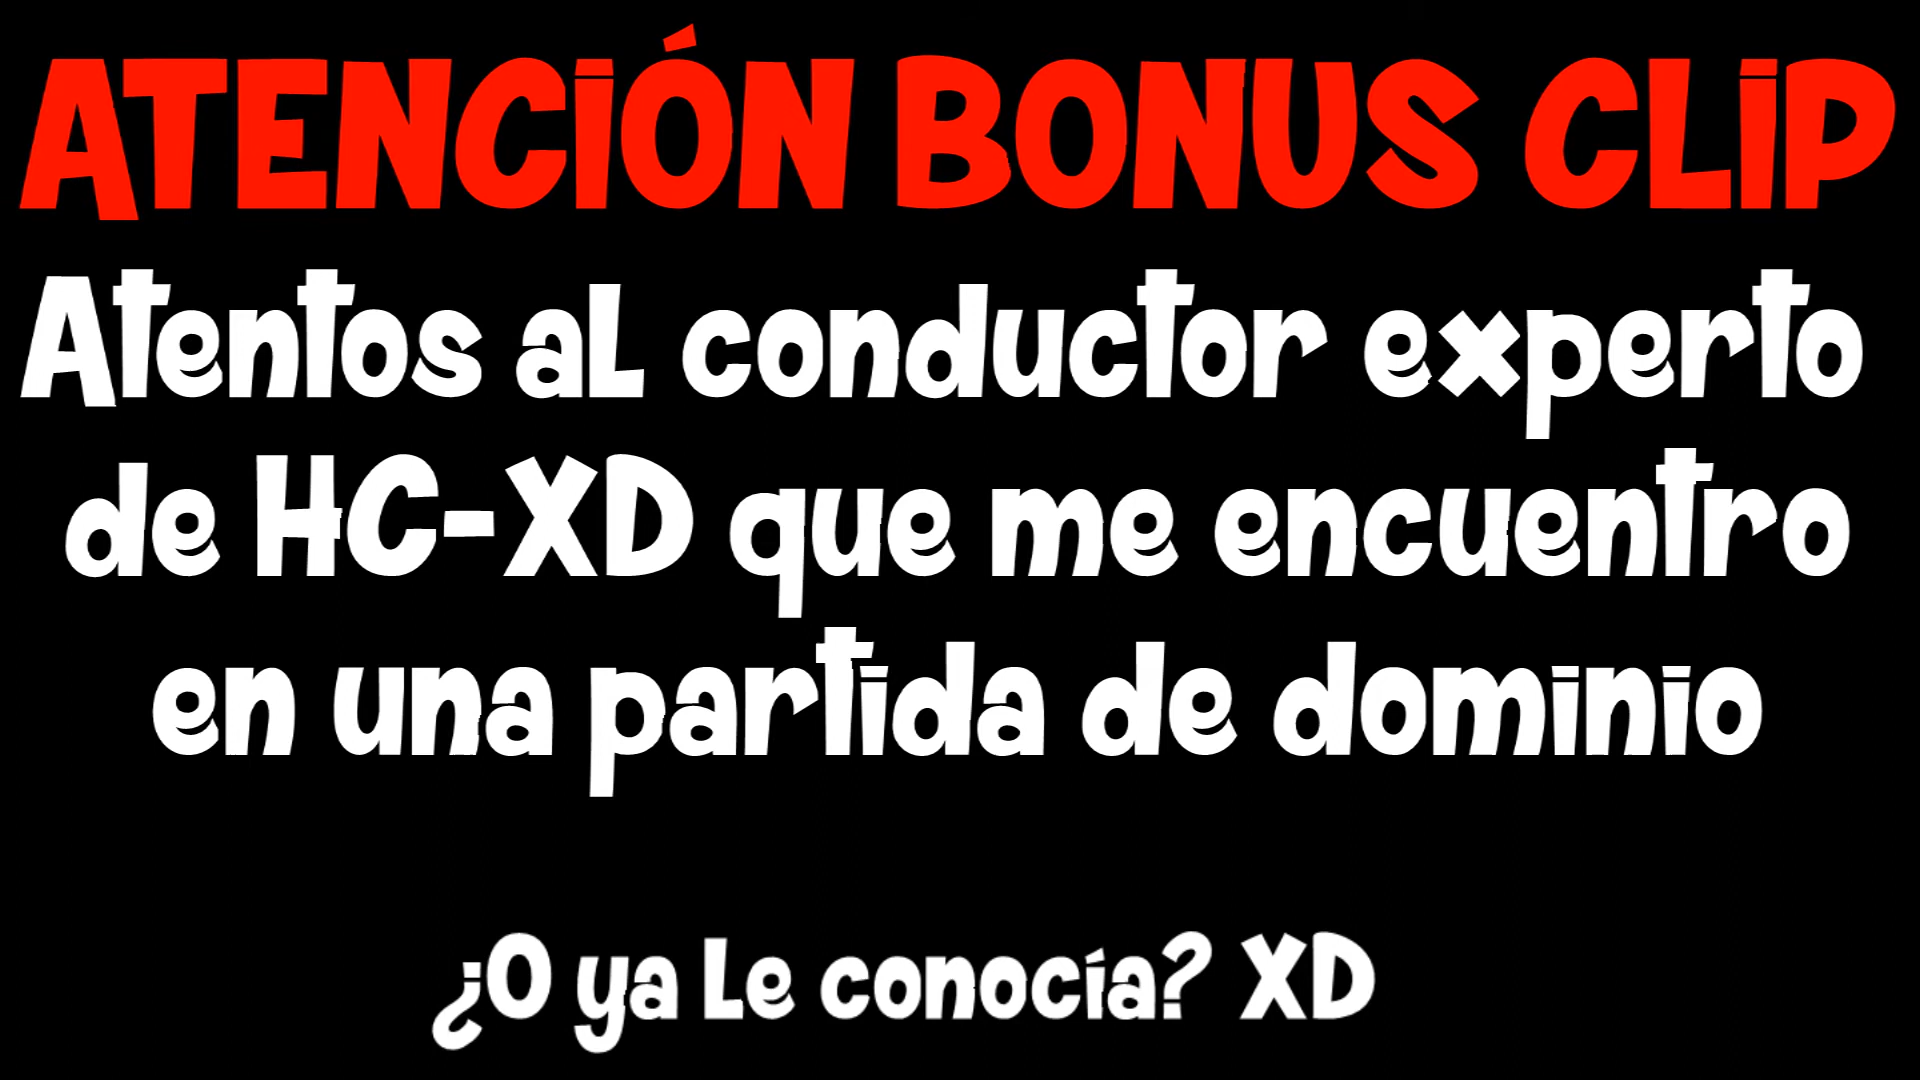 ATENCIÓN BONUS CLIP
Atentos al conductor experto
de HC-XD que me encuentro
en una partida de dominio
¿O ya le conocía? XD